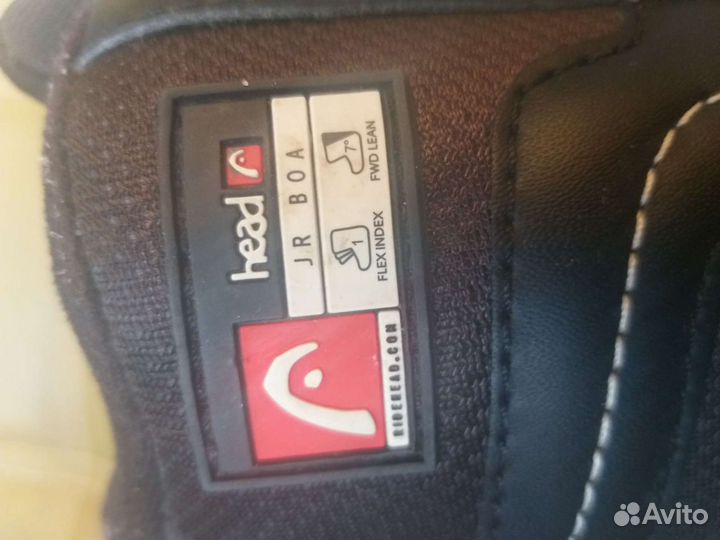 head
JR BOA
1
7°
FLEX INDEX
FWD LEAN
RIDEHEAD.COM
Avito